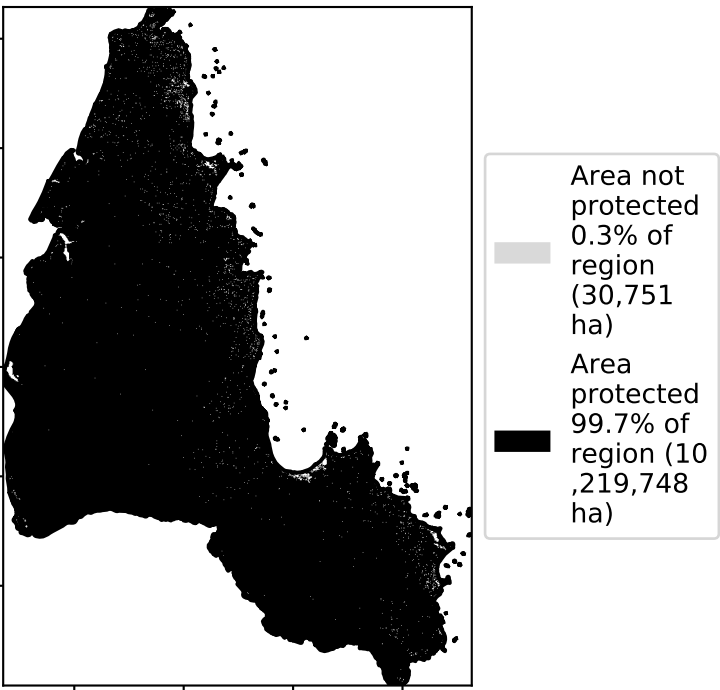 Area not
protected
0.3% of
region
(30,751
ha)
Area
protected
99.7% of
region (10
,219,748
ha)